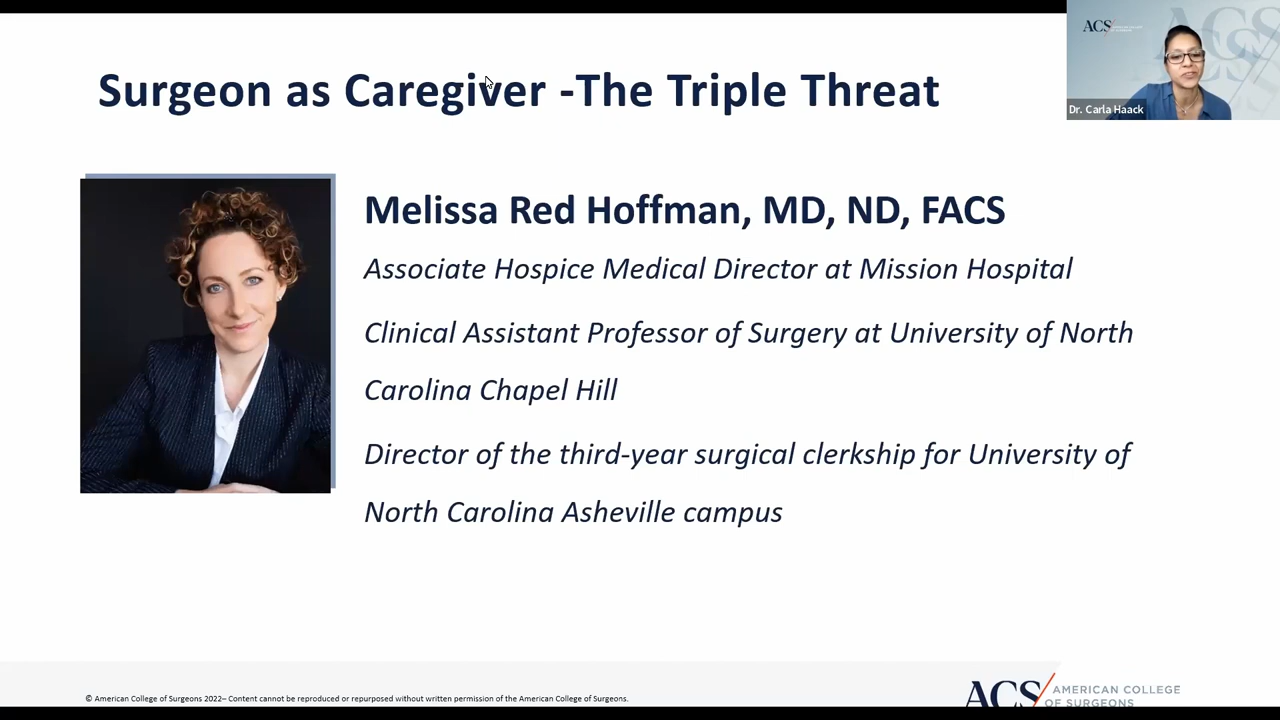 Surgeon as Caregiver -The Triple Threat
ACS
Dr. Carla Haack
Melissa Red Hoffman, MD, ND, FACS
Associate Hospice Medical Director at Mission Hospital
Clinical Assistant Professor of Surgery at University of North
Carolina Chapel Hill
Director of the third-year surgical clerkship for University of
North Carolina Asheville campus
© American College of Surgeons 2022– Content cannot be reproduced or repurposed without written permission of the American College of Surgeons.
ACS AMERICAN COLLEGE
OF SURGEONS